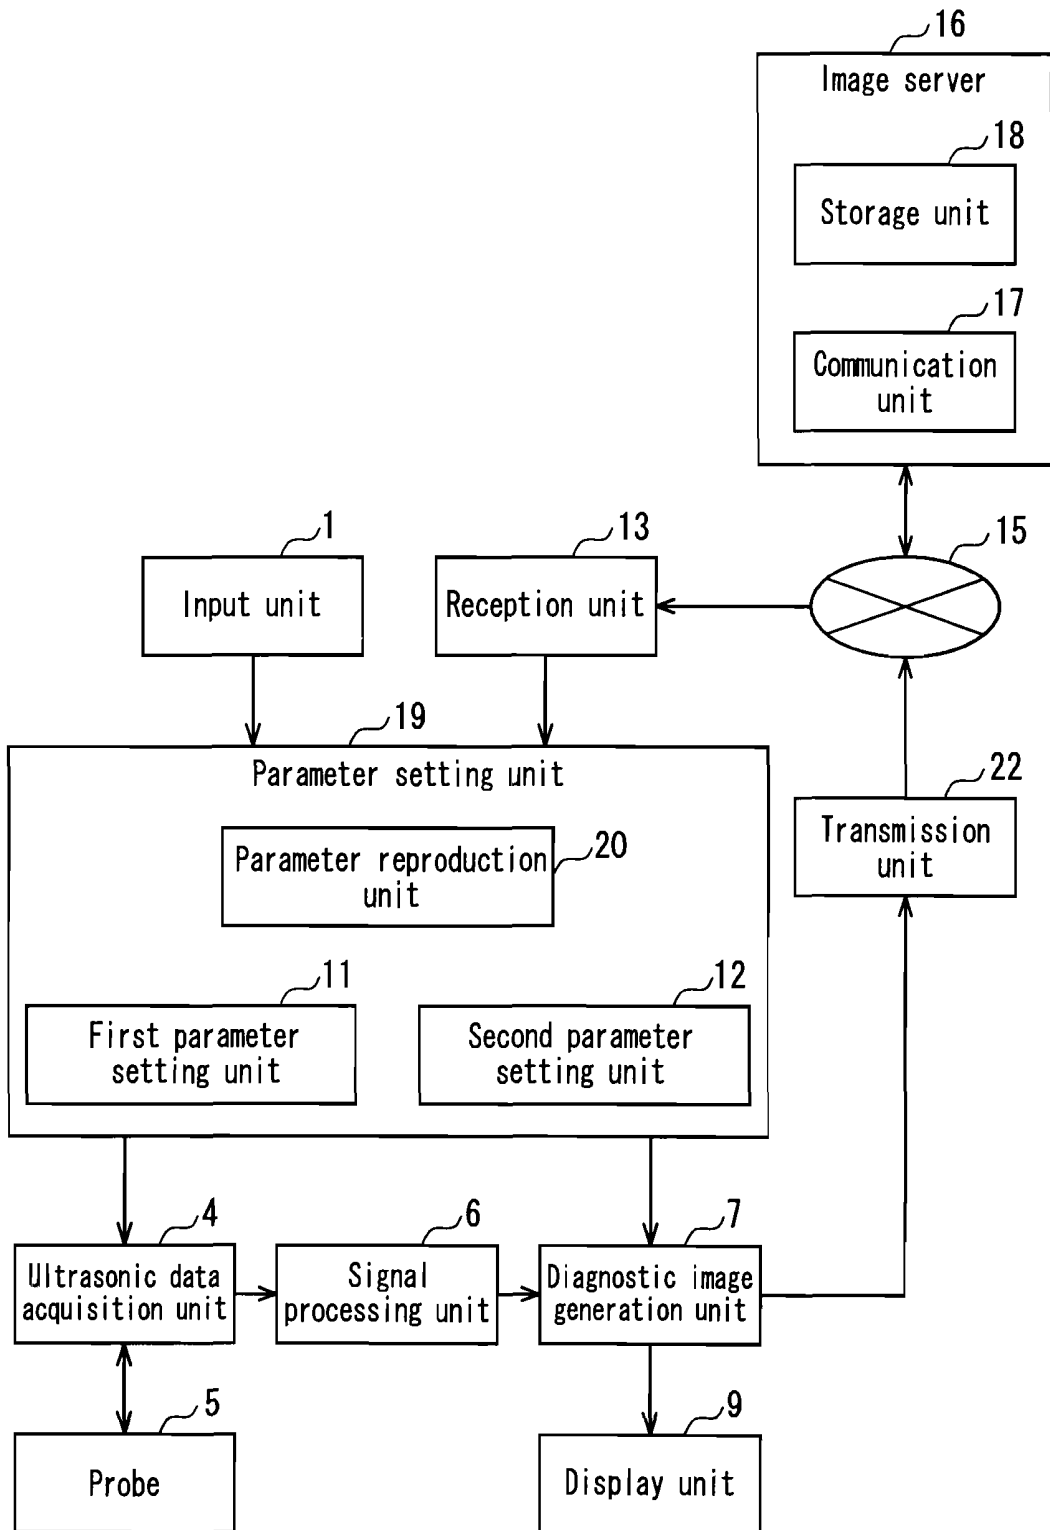 16
Image server
18
Storage unit
17
Communication
unit
1
Input unit
13
Reception unit
15
19
Parameter setting unit
20
Parameter reproduction
unit
22
Transmission
unit
11
First parameter
setting unit
12
Second parameter
setting unit
4
Ultrasonic data
acquisition unit
6
Signal
processing unit
7
Diagnostic image
generation unit
5
Probe
9
Display unit